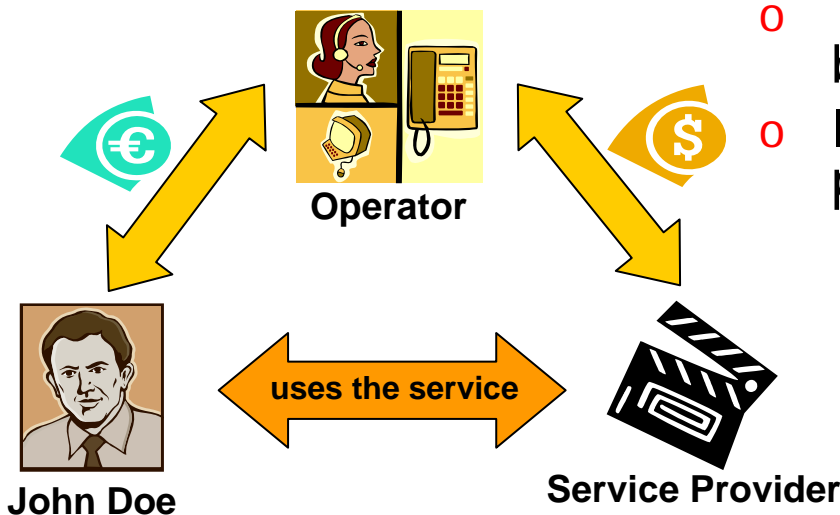 €
$
Operator
uses the service
John Doe
Service Provider
o
o